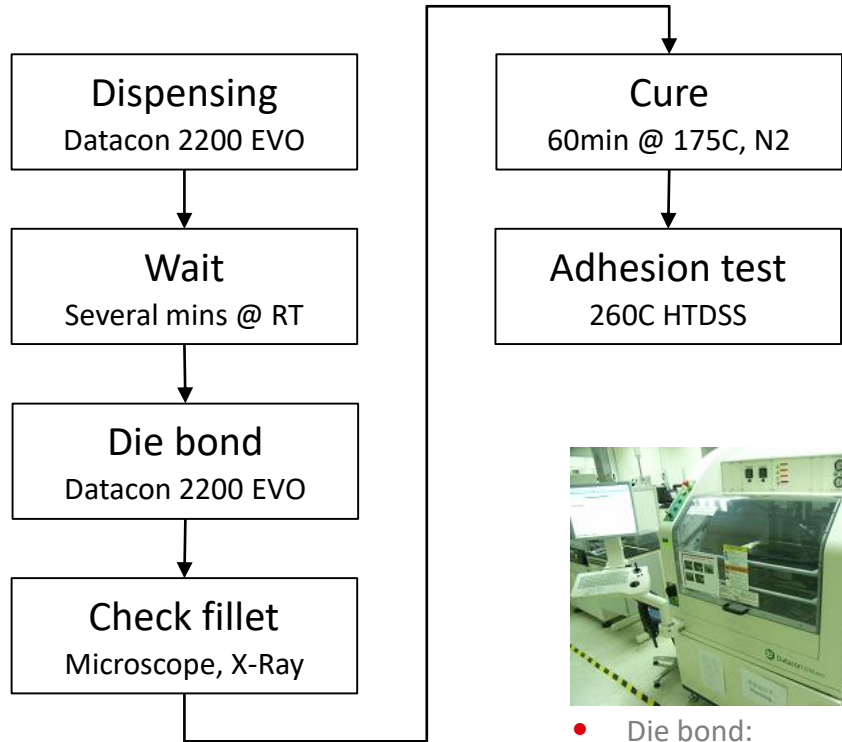 Dispensing
Datacon 2200 EVO
Wait
Several mins @ RT
Die bond
Datacon 2200 EVO
Check fillet
Microscope, X-Ray
Cure
60min @ 175C, N2
Adhesion test
260C HTDSS
Datacon
• Die bond: